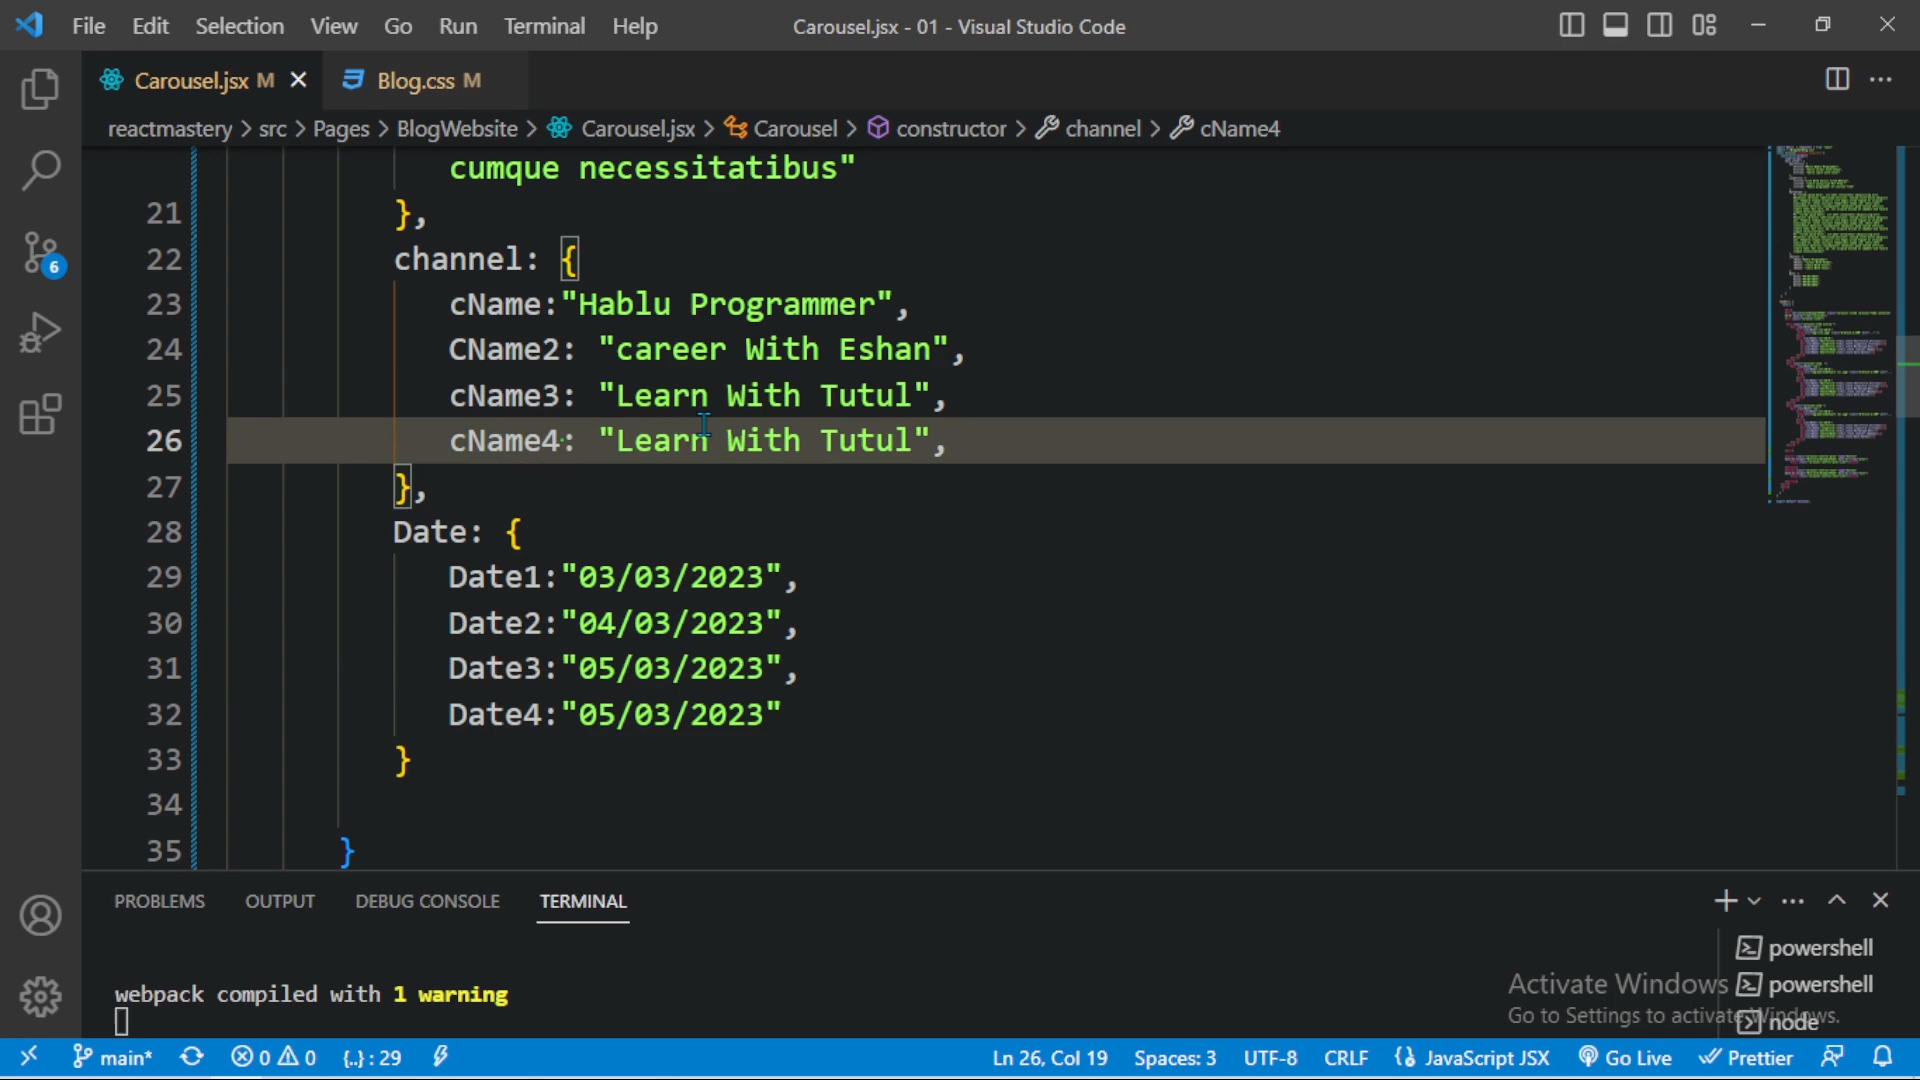 File Edit Selection View Go Run Terminal Help Carousel.jsx - 01 - Visual Studio Code
Carousel.jsx M Blog.css M
reactmastery > src > Pages > BlogWebsite > Carousel.jsx > Carousel > constructor > channel > cName4
cumque necessitatibus"
21 },
22 channel: {
23 cName:"Hablu Programmer",
24 CName2: "career With Eshan",
25 cName3: "Learn With Tutul",
26 cName4: "Learn With Tutul",
27 },
28 Date: {
29 Date1:"03/03/2023",
30 Date2:"04/03/2023",
31 Date3:"05/03/2023",
32 Date4:"05/03/2023"
33 }
34
35 }
6
PROBLEMS OUTPUT DEBUG CONSOLE TERMINAL
webpack compiled with 1 warning
powershell
powershell
node
Activate Windows
Go to Settings to activate Windows.
main* 0 0 {..} : 29 Ln 26, Col 19 Spaces: 3 UTF-8 CRLF JavaScript JSX Go Live Prettier